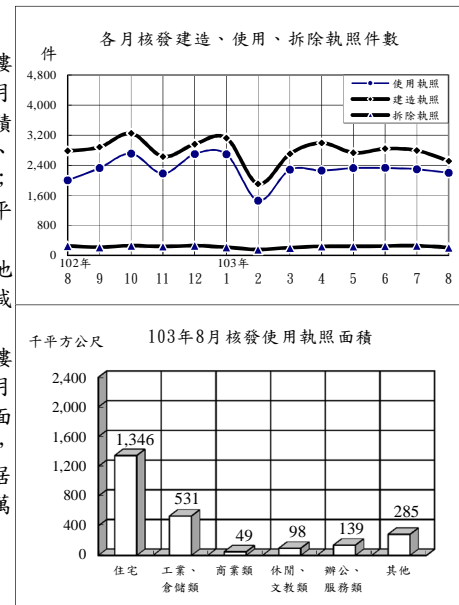 樓
月
積
、
；
平
他
減
樓
月
面
，
居
萬
各月核發建造、使用、拆除執照件數
件
4,800
4,000
3,200
2,400
1,600
800
0
使用執照
建造執照
拆除執照
102年 103年
8 9 10 11 12 1 2 3 4 5 6 7 8
千平方公尺 103年8月核發使用執照面積
2,400
2,000
1,600
1,200
800
400
0
1,346 531 49 98 139 285
住宅 工業、 商業類 休閒、 辦公、 其他
倉儲類 文教類 服務類